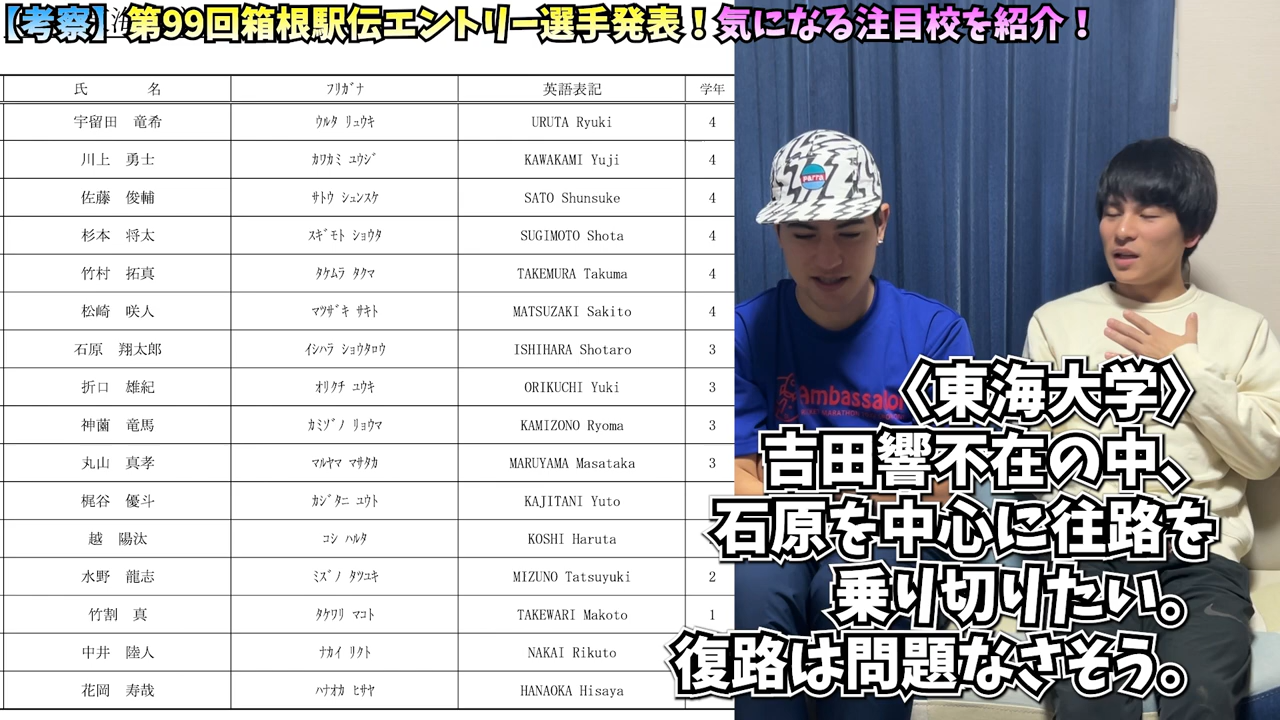 【考察】第99回箱根駅伝エントリー選手発表！気になる注目校を紹介！
氏　名 ﾌﾘｶﾞﾅ 英語表記 学年
宇留田　竜希 ｳﾙﾀ ﾘｭｳｷ URUTA Ryuki 4
川上　勇士 ｶﾜｶﾐ ﾕｳｼﾞ KAWAKAMI Yuji 4
佐藤　俊輔 ｻﾄｳ ｼｭﾝｽｹ SATO Shunsuke 4
杉本　将太 ｽｷﾞﾓﾄ ｼｮｳﾀ SUGIMOTO Shota 4
竹村　拓真 ﾀｹﾑﾗ ﾀｸﾏ TAKEMURA Takuma 4
松崎　咲人 ﾏﾂｻﾞｷ ｻｷﾄ MATSUZAKI Sakito 4
石原　翔太郎 ｲｼﾊﾗ ｼｮｳﾀﾛｳ ISHIHARA Shotaro 3
折口　雄紀 ｵﾘｸﾁ ﾕｳｷ ORIKUCHI Yuki 3
神薗　竜馬 ｶﾐｿﾞﾉ ﾘｮｳﾏ KAMIZONO Ryoma 3
丸山　真孝 ﾏﾙﾔﾏ ﾏｻﾀｶ MARUYAMA Masataka 3
梶谷　優斗 ｶｼﾞﾀﾆ ﾕｳﾄ KAJITANI Yuto
越　陽汰 ｺｼ ﾊﾙﾀ KOSHI Haruta
水野　龍志 ﾐｽﾞﾉ ﾀﾂﾕｷ MIZUNO Tatsuyuki 2
竹割　真 ﾀｹﾜﾘ ﾏｺﾄ TAKEWARI Makoto 1
中井　陸人 ﾅｶｲ ﾘｸﾄ NAKAI Rikuto
花岡　寿哉 ﾊﾅｵｶ ﾋｻﾔ HANAOKA Hisaya
parra
Ambassador
〈東海大学〉
吉田響不在の中、
石原を中心に往路を
乗り切りたい。
復路は問題なさそう。